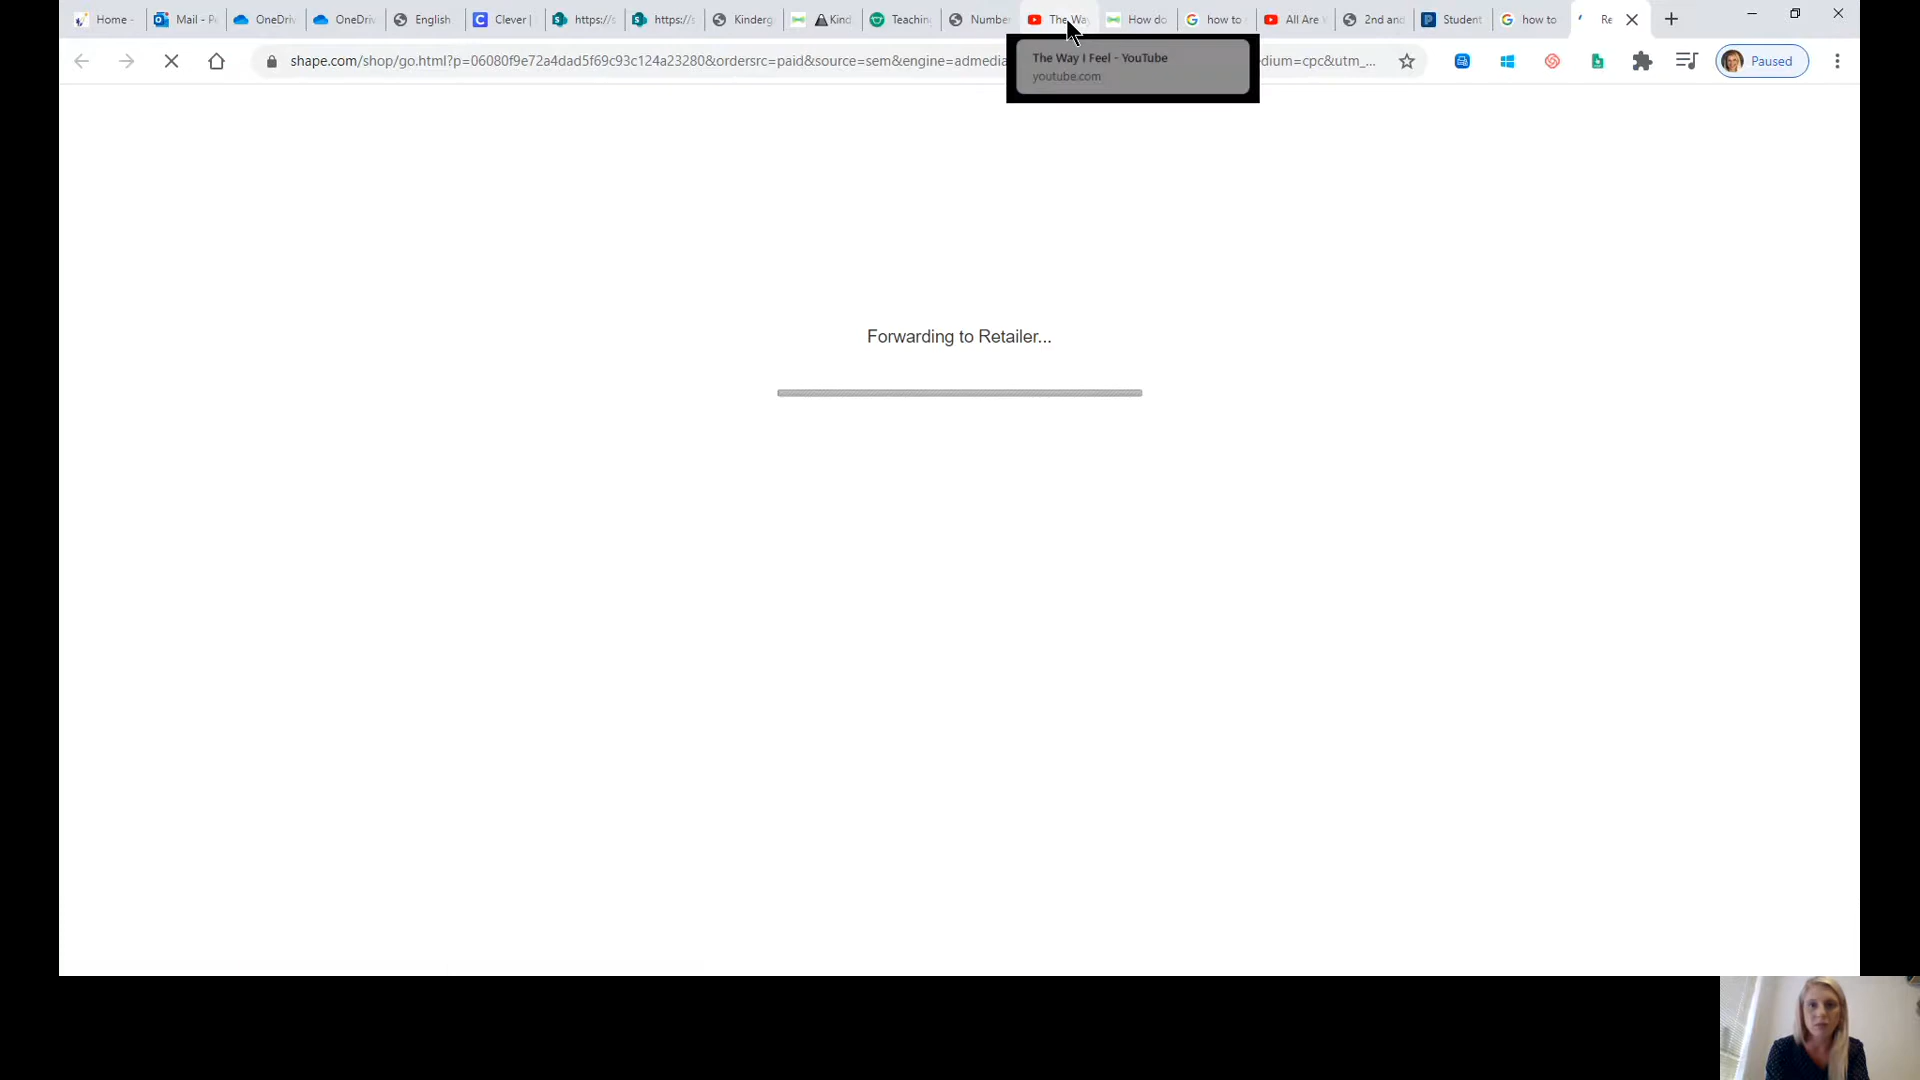 Home -
Mail - P
OneDriv
OneDriv
English
Clever |
https://s
https://s
Kinderg
Kind
Teachin
Number
The Way
How do
how to
All Are
2nd and
Student
how to
Re
shape.com/shop/go.html?p=06080f9e72a4dad5f69c93c124a23280&ordersrc=paid&source=sem&engine=admedia
dium=cpc&utm_...
Paused
The Way I Feel - YouTube
youtube.com
Forwarding to Retailer...